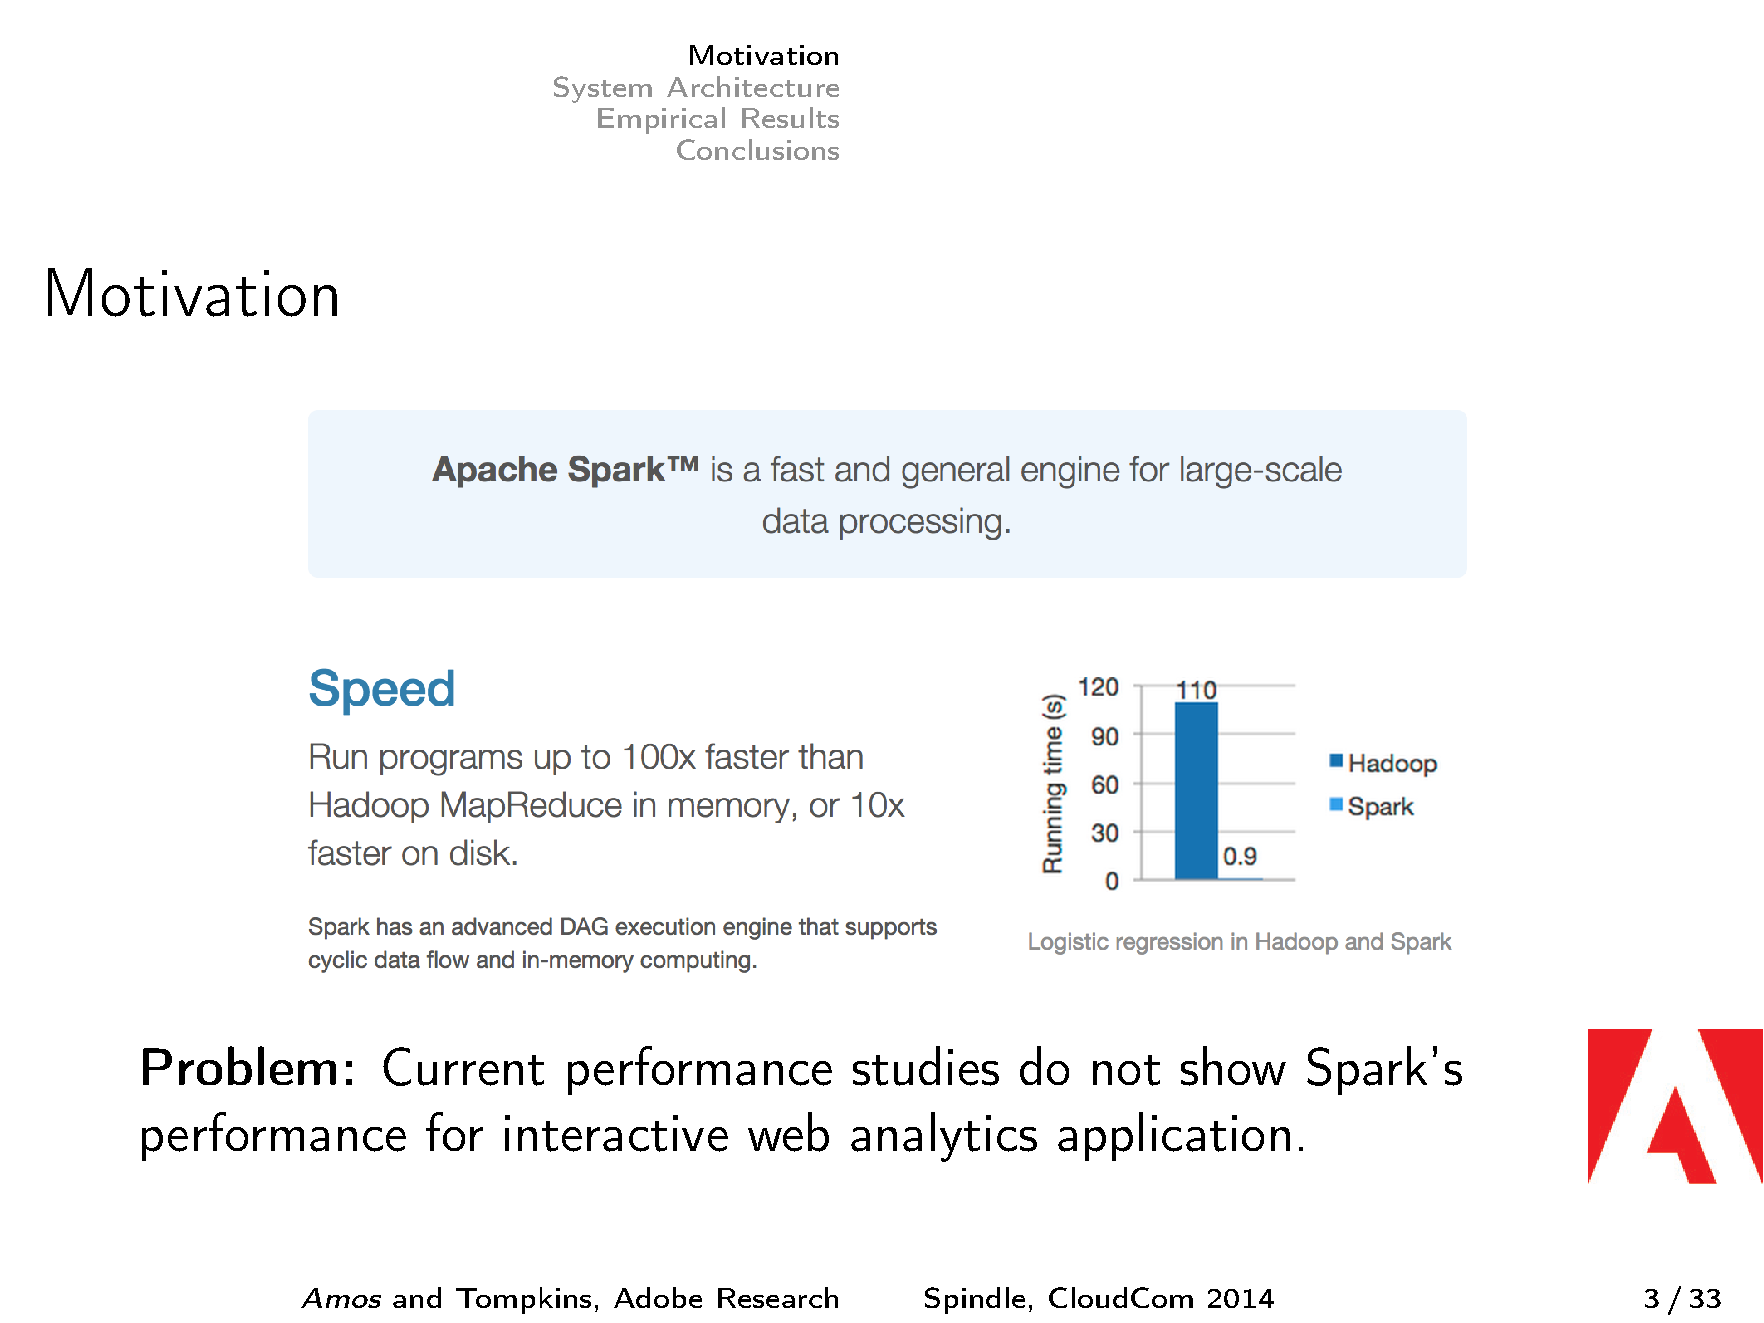 Motivation
System Architecture
Empirical Results
Conclusions
Motivation
Apache Spark™ is a fast and general engine for large-scale
data processing.
Speed
Run programs up to 100x faster than
Hadoop MapReduce in memory, or 10x
faster on disk.
Spark has an advanced DAG execution engine that supports
cyclic data flow and in-memory computing.
Running time (s)
120
90
60
30
0
110
0.9
Hadoop
Spark
Logistic regression in Hadoop and Spark
Problem: Current performance studies do not show Spark's
performance for interactive web analytics application.
Amos and Tompkins, Adobe Research Spindle, CloudCom 2014 3 / 33